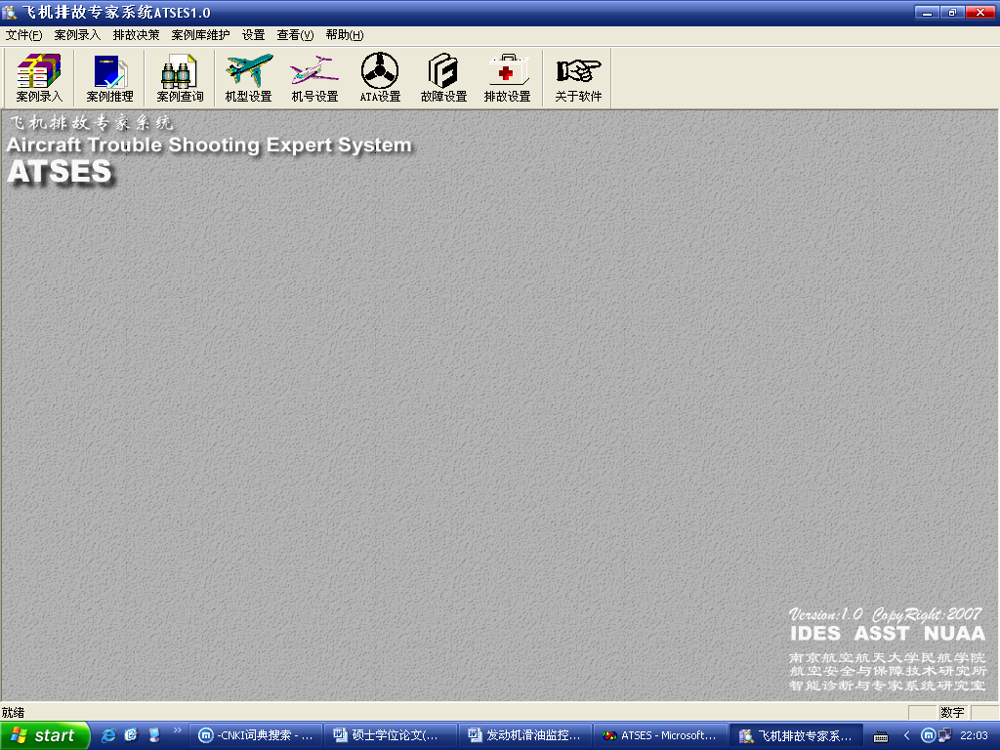 飞机排故专家系统ATSES1.0
文件(F) 案例录入 排故决策 案例库维护 设置 查看(V) 帮助(H)
案例录入 案例推理 案例查询 机型设置 机号设置 ATA设置 故障设置 排故设置 关于软件
飞机排故专家系统
Aircraft Trouble Shooting Expert System
ATSES
Version:1.0 CopyRight:2007
IDES ASST NUAA
南京航空航天大学民航学院
航空安全与保障技术研究所
智能诊断与专家系统研究室
就绪 数字
start -CNKI词典搜索 - ... 硕士学位论文(... 发动机滑油监控... ATSES - Microsoft... 飞机排故专家系... 22:03